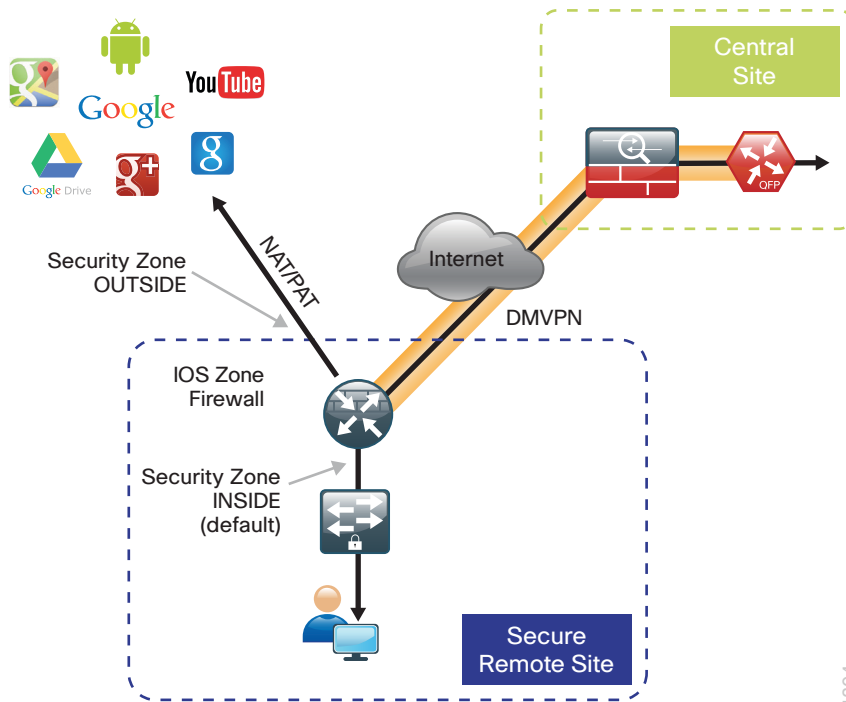 Central
Site
YouTube
Google
g
Google Drive
g+
g
QFP
Internet
NAT/PAT
Security Zone
OUTSIDE
DMVPN
IOS Zone
Firewall
Security Zone
INSIDE
(default)
Secure
Remote Site